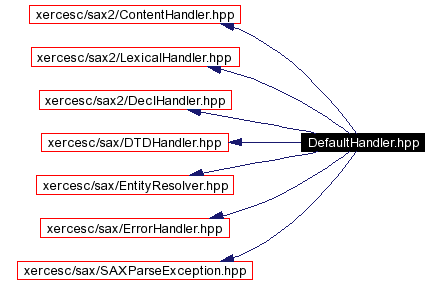 xercesc/sax2/ContentHandler.hpp
xercesc/sax2/LexicalHandler.hpp
xercesc/sax2/DeclHandler.hpp
xercesc/sax/DTDHandler.hpp
DefaultHandler.hpp
xercesc/sax/EntityResolver.hpp
xercesc/sax/ErrorHandler.hpp
xercesc/sax/SAXParseException.hpp